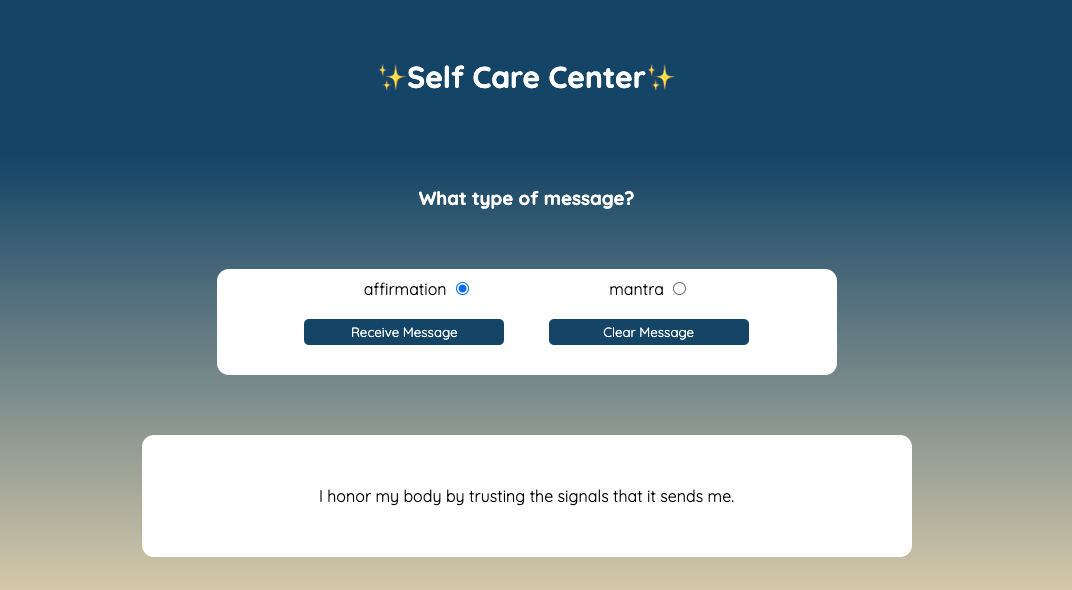 ✨Self Care Center✨
What type of message?
affirmation mantra
Receive Message Clear Message
I honor my body by trusting the signals that it sends me.